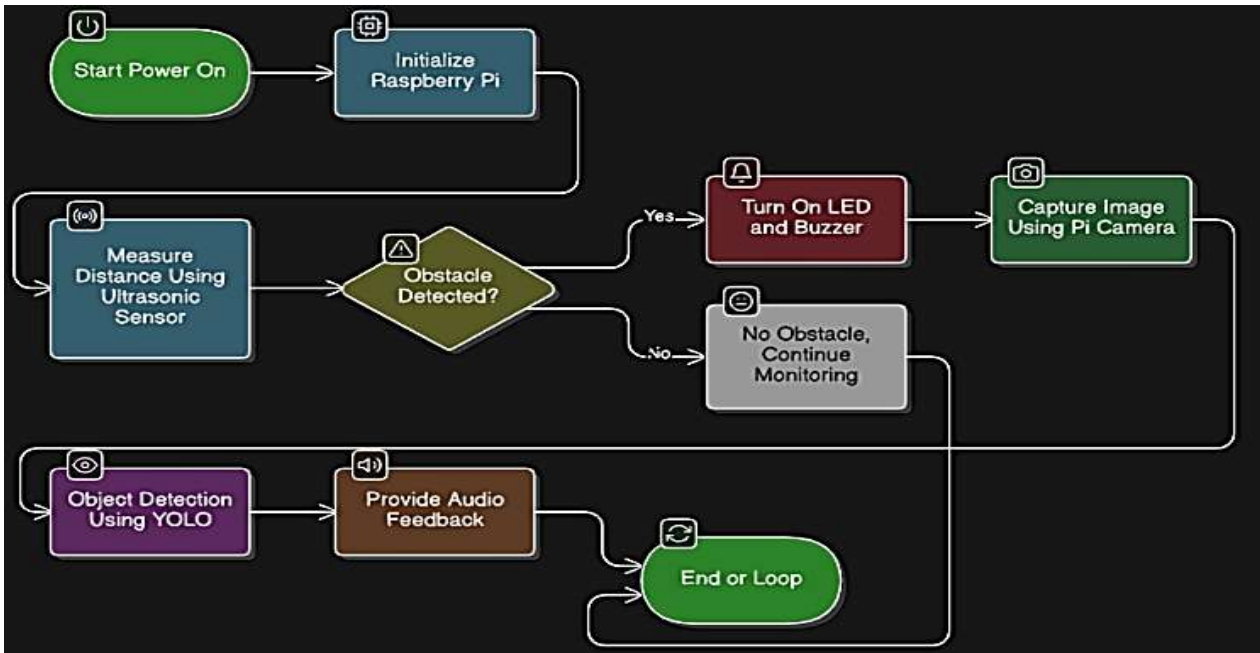 Start Power On
Initialize
Raspberry Pi
Measure
Distance Using
Ultrasonic
Sensor
Obstacle
Detected?
Yes
Turn On LED
and Buzzer
Capture Image
Using Pi Camera
No
No Obstacle,
Continue
Monitoring
Object Detection
Using YOLO
Provide Audio
Feedback
End or Loop